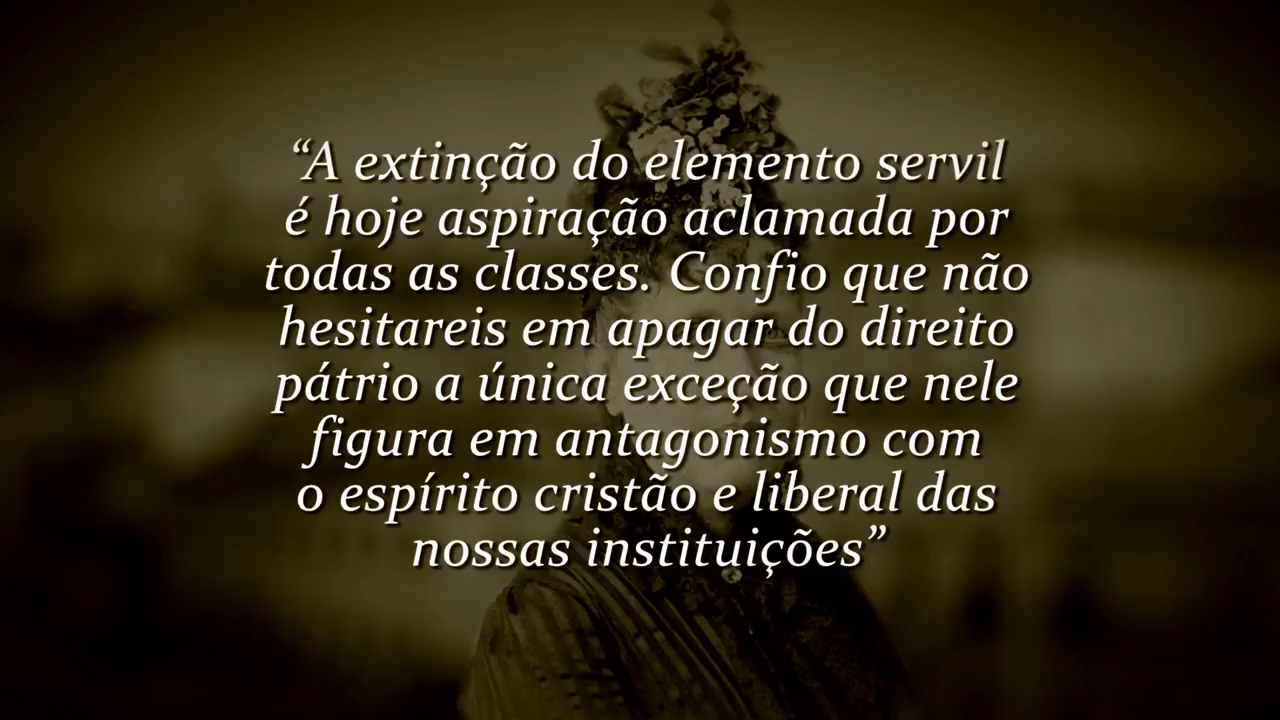 “A extinção do elemento servil
é hoje aspiração aclamada por
todas as classes. Confio que não
hesitareis em apagar do direito
pátrio a única exceção que nele
figura em antagonismo com
o espírito cristão e liberal das
nossas instituições”